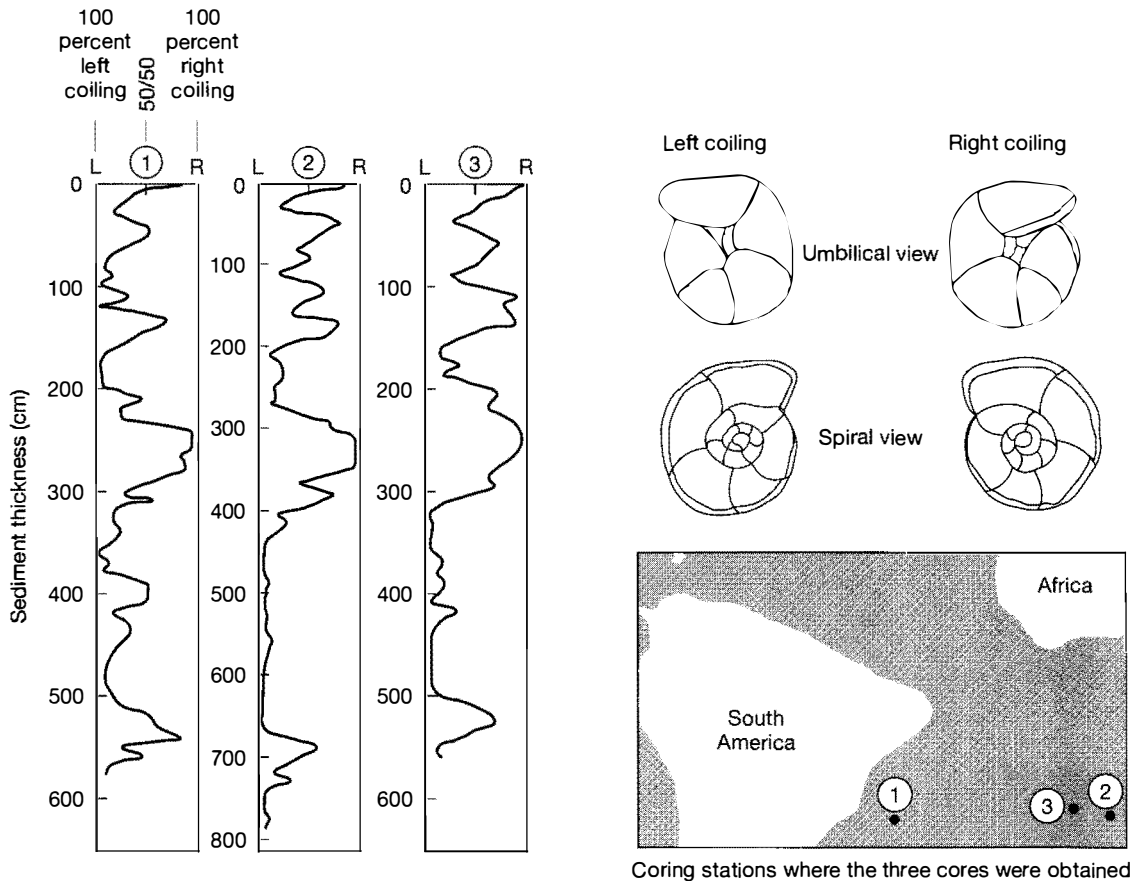 100 percent left coiling
50/50
100 percent right coiling
L 1 R
L 2 R
L 3 R
Sediment thickness (cm)
0
100
200
300
400
500
600
0
100
200
300
400
500
600
700
800
0
100
200
300
400
500
600
Left coiling
Right coiling
Umbilical view
Spiral view
Africa
South
America
1
3
2
Coring stations where the three cores were obtained